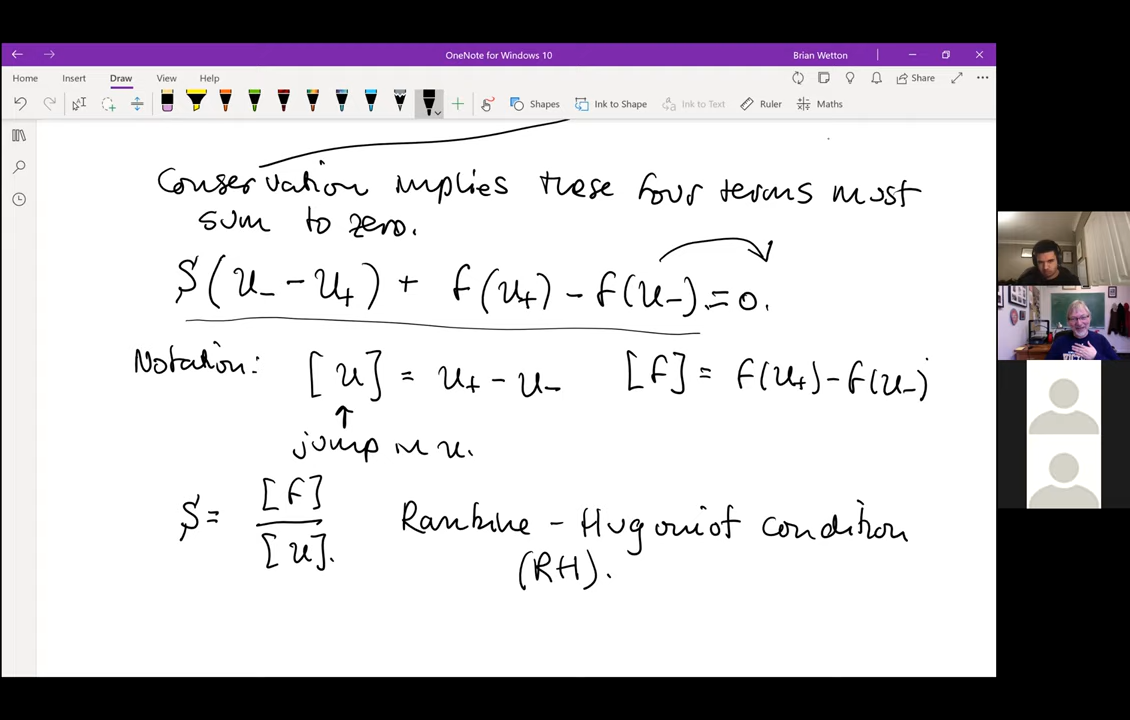 OneNote for Windows 10
Brian Wetton
Home Insert Draw View Help
Share
Shapes Ink to Shape Ink to Text Ruler Maths
Conservation implies these four terms must
sum to zero.
S(u₋ - u₊) + f(u₊) - f(u₋) = 0.
Notation: [u] = u₊ - u₋ [f] = f(u₊) - f(u₋)
↑
jump in u.
S = [f]/[u]. Rankine - Hugoniot condition
(RH).